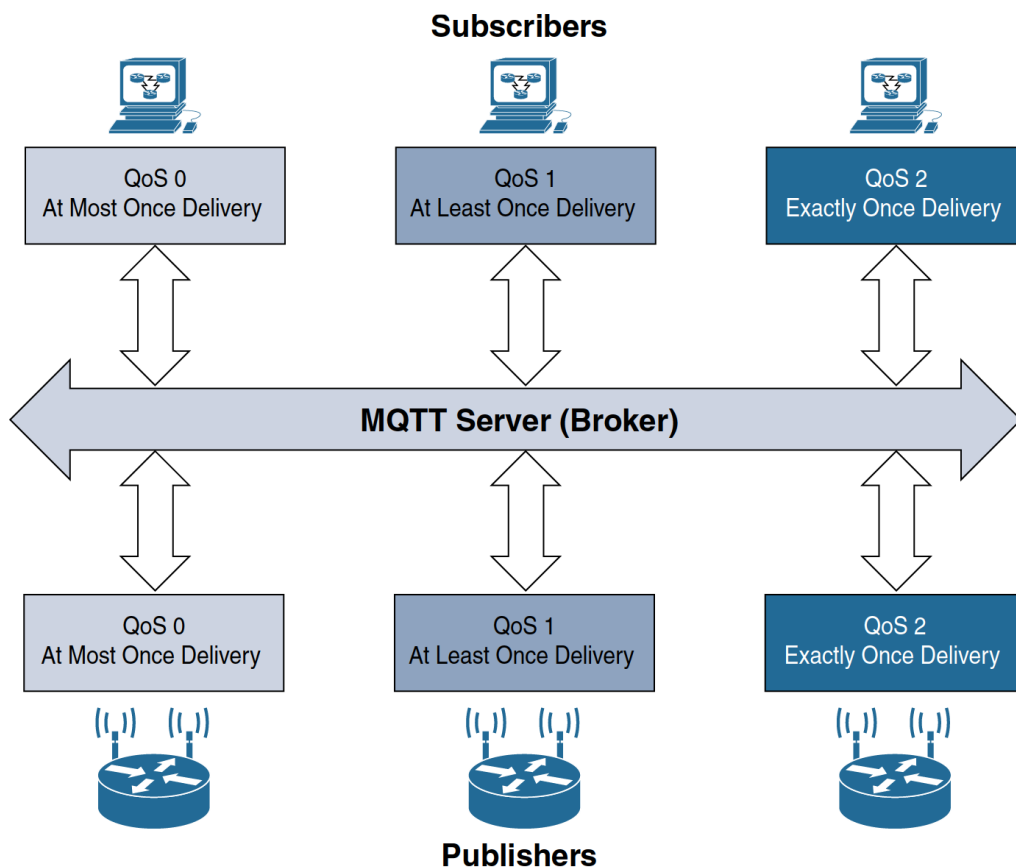 Subscribers
QoS 0
At Most Once Delivery
QoS 1
At Least Once Delivery
QoS 2
Exactly Once Delivery
MQTT Server (Broker)
QoS 0
At Most Once Delivery
QoS 1
At Least Once Delivery
QoS 2
Exactly Once Delivery
Publishers